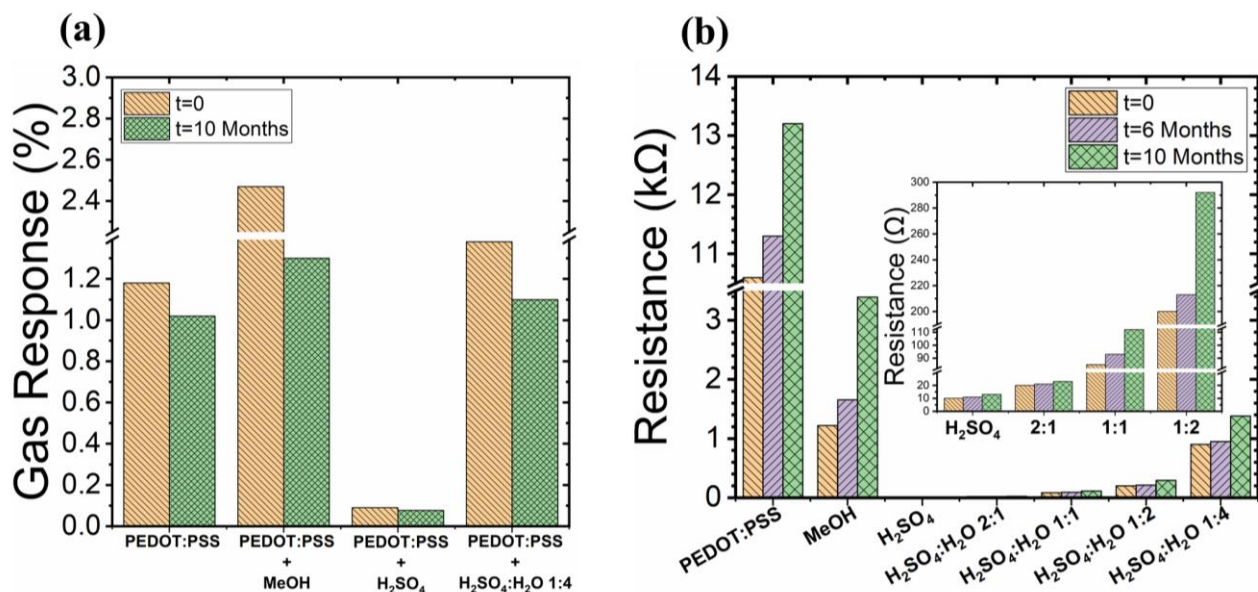 (a)
Gas Response (%)
3.0
2.8
2.6
2.4
1.2
1.0
0.8
0.6
0.4
0.2
0.0
t=0
t=10 Months
PEDOT:PSS
PEDOT:PSS
+
MeOH
PEDOT:PSS
+
H₂SO₄
PEDOT:PSS
+
H₂SO₄:H₂O 1:4
(b)
Resistance (kΩ)
14
13
12
11
3
2
1
0
t=0
t=6 Months
t=10 Months
Resistance (Ω)
300
280
260
240
220
200
110
100
90
20
10
0
H₂SO₄
2:1
1:1
1:2
PEDOT:PSS
MeOH
H₂SO₄
H₂SO₄:H₂O 2:1
H₂SO₄:H₂O 1:1
H₂SO₄:H₂O 1:2
H₂SO₄:H₂O 1:4